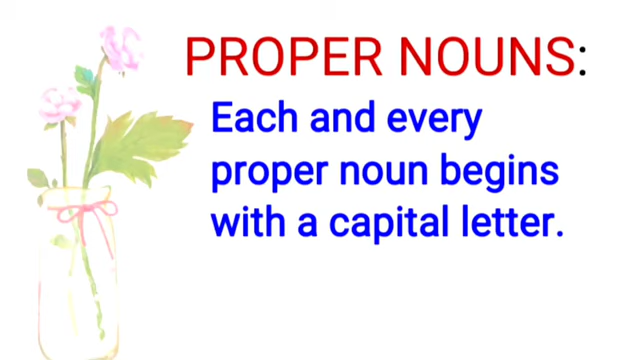 PROPER NOUNS:
Each and every
proper noun begins
with a capital letter.